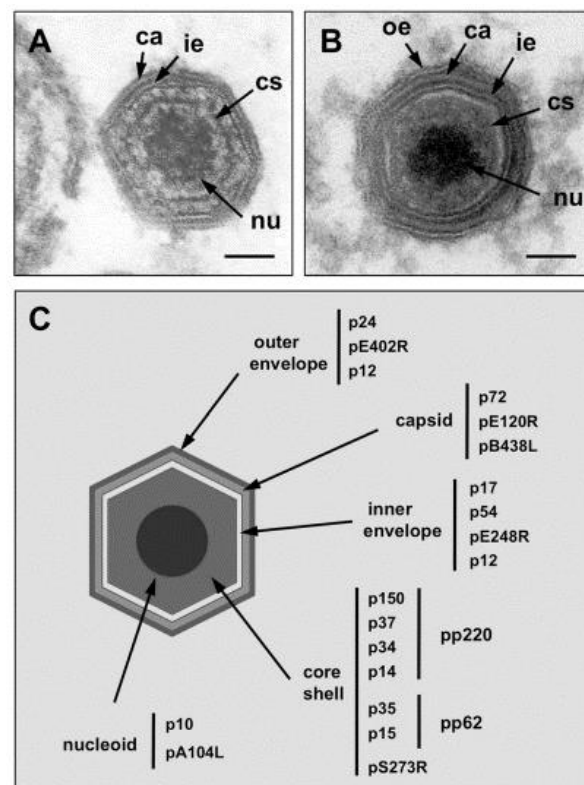 A
ca
ie
cs
nu
B
oe
ca
ie
cs
nu
C
outer
envelope
p24
pE402R
p12
capsid
p72
pE120R
pB438L
inner
envelope
p17
p54
pE248R
p12
core
shell
p150
p37
p34
p14
pp220
p35
p15
pp62
pS273R
nucleoid
p10
pA104L